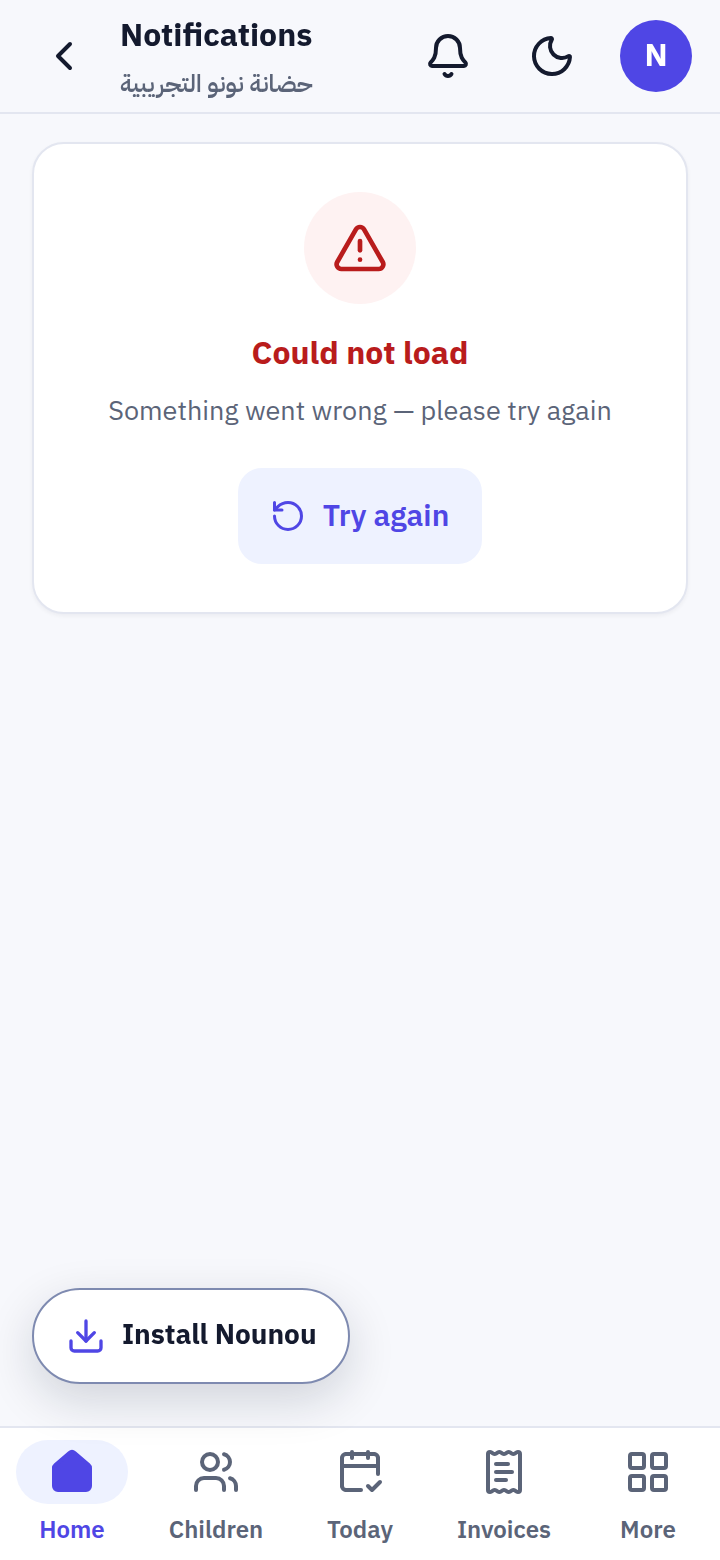 Notifications
حضانة نونو التجريبية
N
Could not load
Something went wrong — please try again
Try again
Install Nounou
Home
Children
Today
Invoices
More